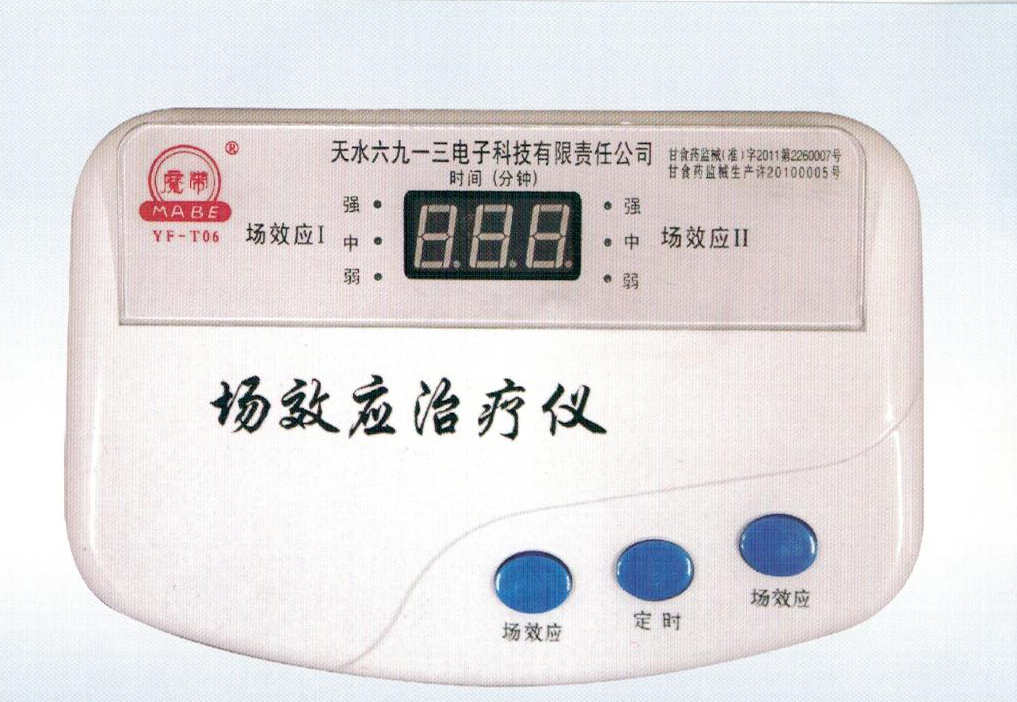 魔带
®
MABE
YF-T06
天水六九一三电子科技有限责任公司
甘食药监械(准)字2011第2260007号
甘食药监械生产许20100005号
时间(分钟)
场效应I
强
中
弱
强
中
弱
场效应II
场效应治疗仪
场效应
定时
场效应